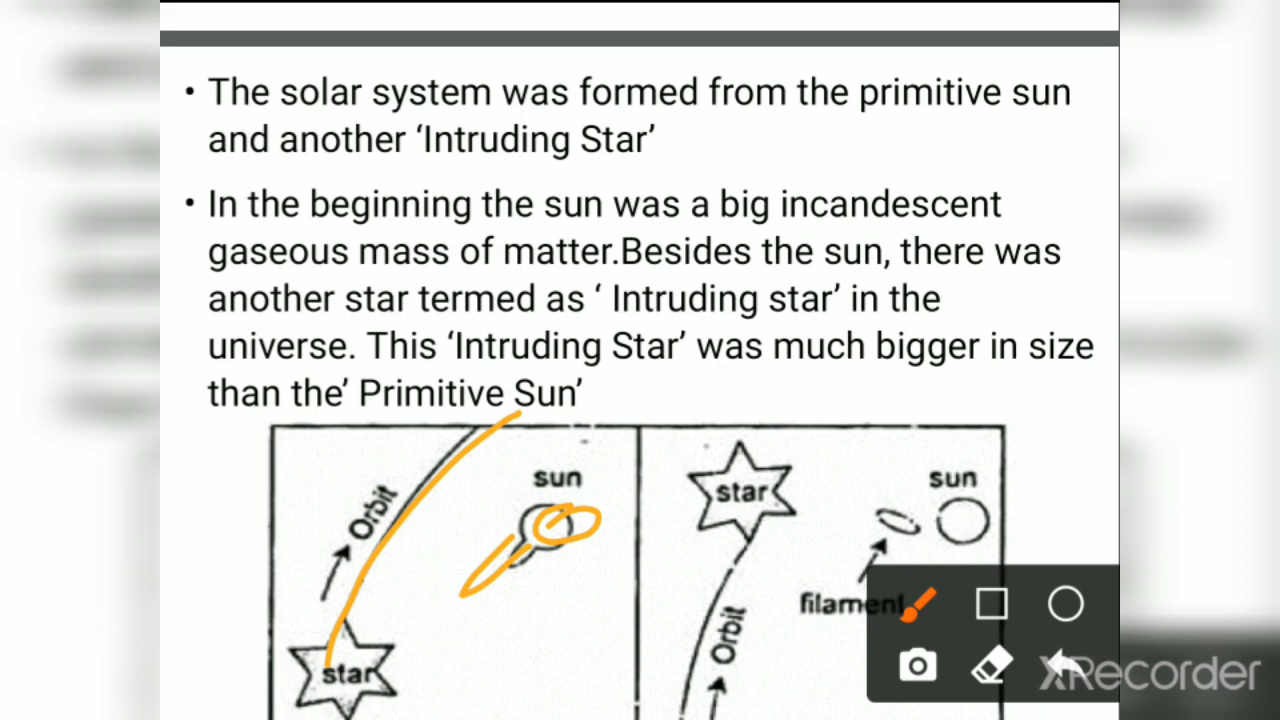 • The solar system was formed from the primitive sun
and another ‘Intruding Star’
• In the beginning the sun was a big incandescent
gaseous mass of matter.Besides the sun, there was
another star termed as ‘ Intruding star’ in the
universe. This ‘Intruding Star’ was much bigger in size
than the’ Primitive Sun’
sun
Orbit
star
star
sun
filament
Orbit
XRecorder